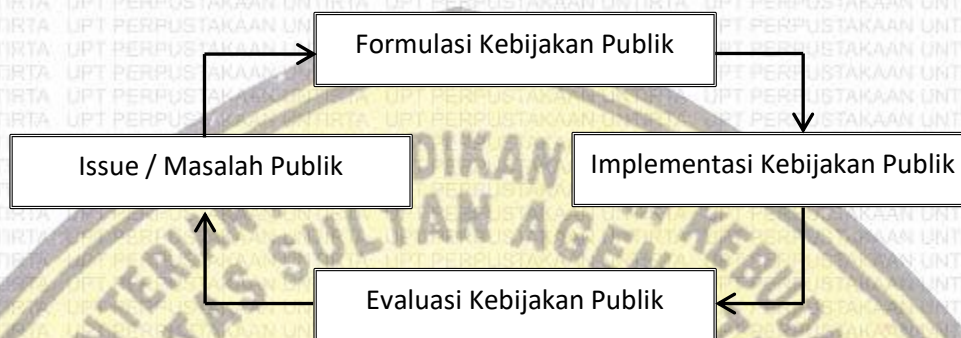 Formulasi Kebijakan Publik
Issue / Masalah Publik
Implementasi Kebijakan Publik
Evaluasi Kebijakan Publik